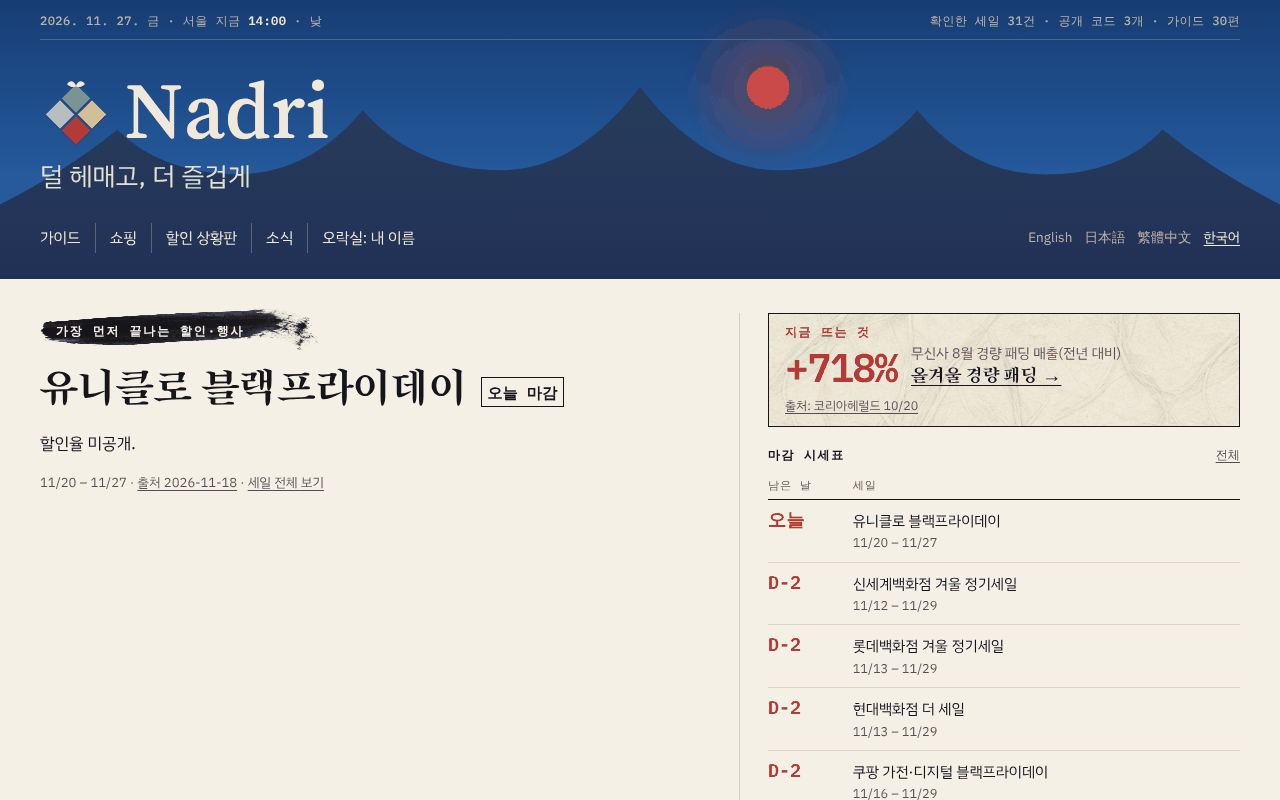 2026. 11. 27. 금 · 서울 지금 14:00 · 낮
확인한 세일 31건 · 공개 코드 3개 · 가이드 30편
Nadri
덜 헤매고, 더 즐겁게
가이드
쇼핑
할인 상황판
소식
오락실: 내 이름
English 日本語 繁體中文 한국어
가장 먼저 끝나는 할인·행사
유니클로 블랙프라이데이 오늘 마감
할인율 미공개.
11/20 – 11/27 · 출처 2026-11-18 · 세일 전체 보기
지금 뜨는 것
+718%
무신사 8월 경량 패딩 매출(전년 대비)
올겨울 경량 패딩 →
출처: 코리아헤럴드 10/20
마감 시세표 전체
남은 날 세일
오늘 유니클로 블랙프라이데이
11/20 – 11/27
D-2 신세계백화점 겨울 정기세일
11/12 – 11/29
D-2 롯데백화점 겨울 정기세일
11/13 – 11/29
D-2 현대백화점 더 세일
11/13 – 11/29
D-2 쿠팡 가전·디지털 블랙프라이데이
11/16 – 11/29